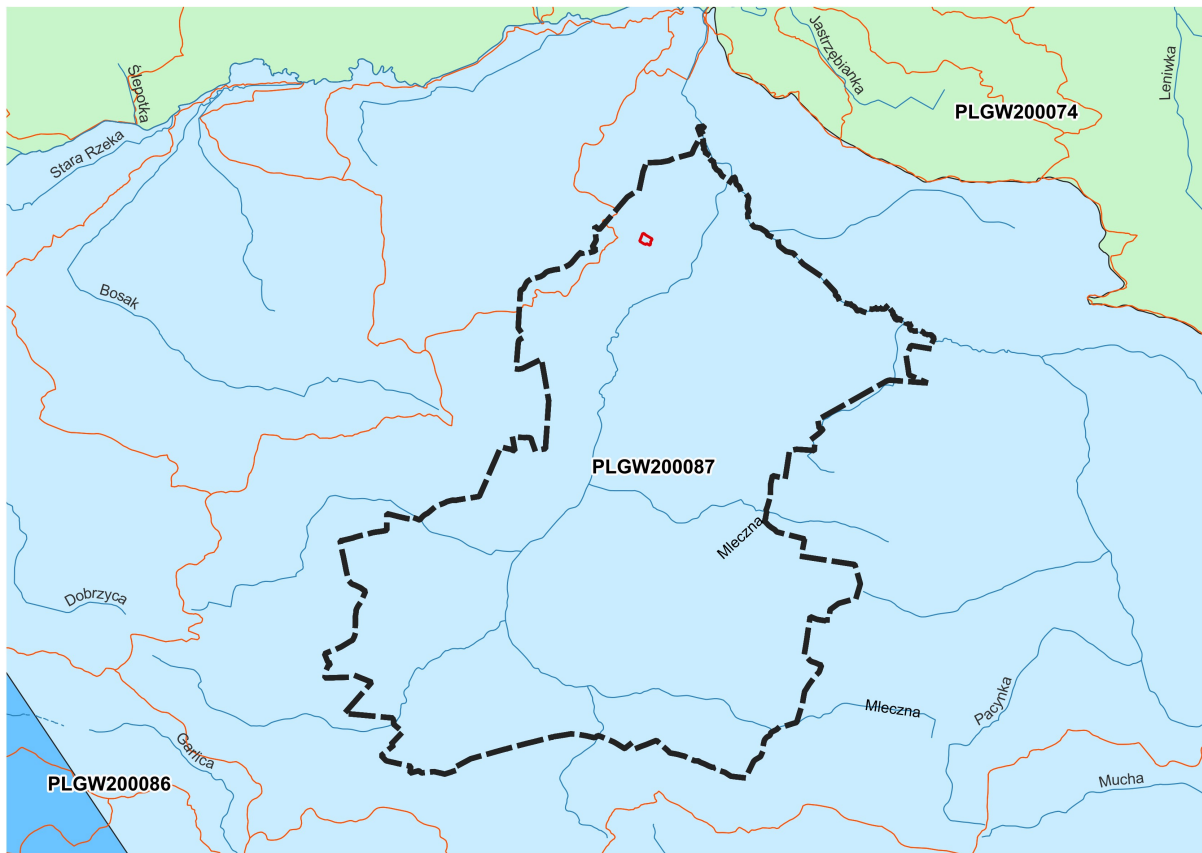 Jastrzębianka
Leniwka
Ślepotka
PLGW200074
Stara Rzeka
Bosak
PLGW200087
Mleczna
Dobrzyca
Pacynka
Mleczna
Garlica
PLGW200086
Mucha